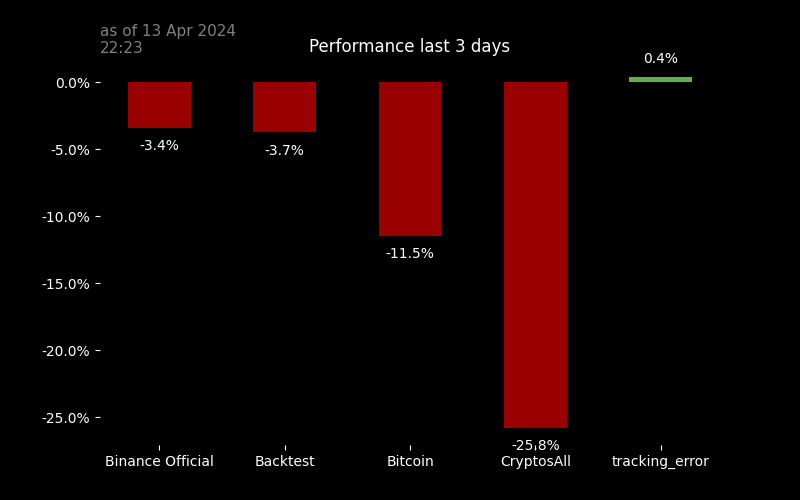 as of 13 Apr 2024
22:23
Performance last 3 days
0.4%
0.0%
-3.4%
-3.7%
-5.0%
-10.0%
-11.5%
-15.0%
-20.0%
-25.0%
-25.8%
Binance Official
Backtest
Bitcoin
CryptosAll
tracking_error